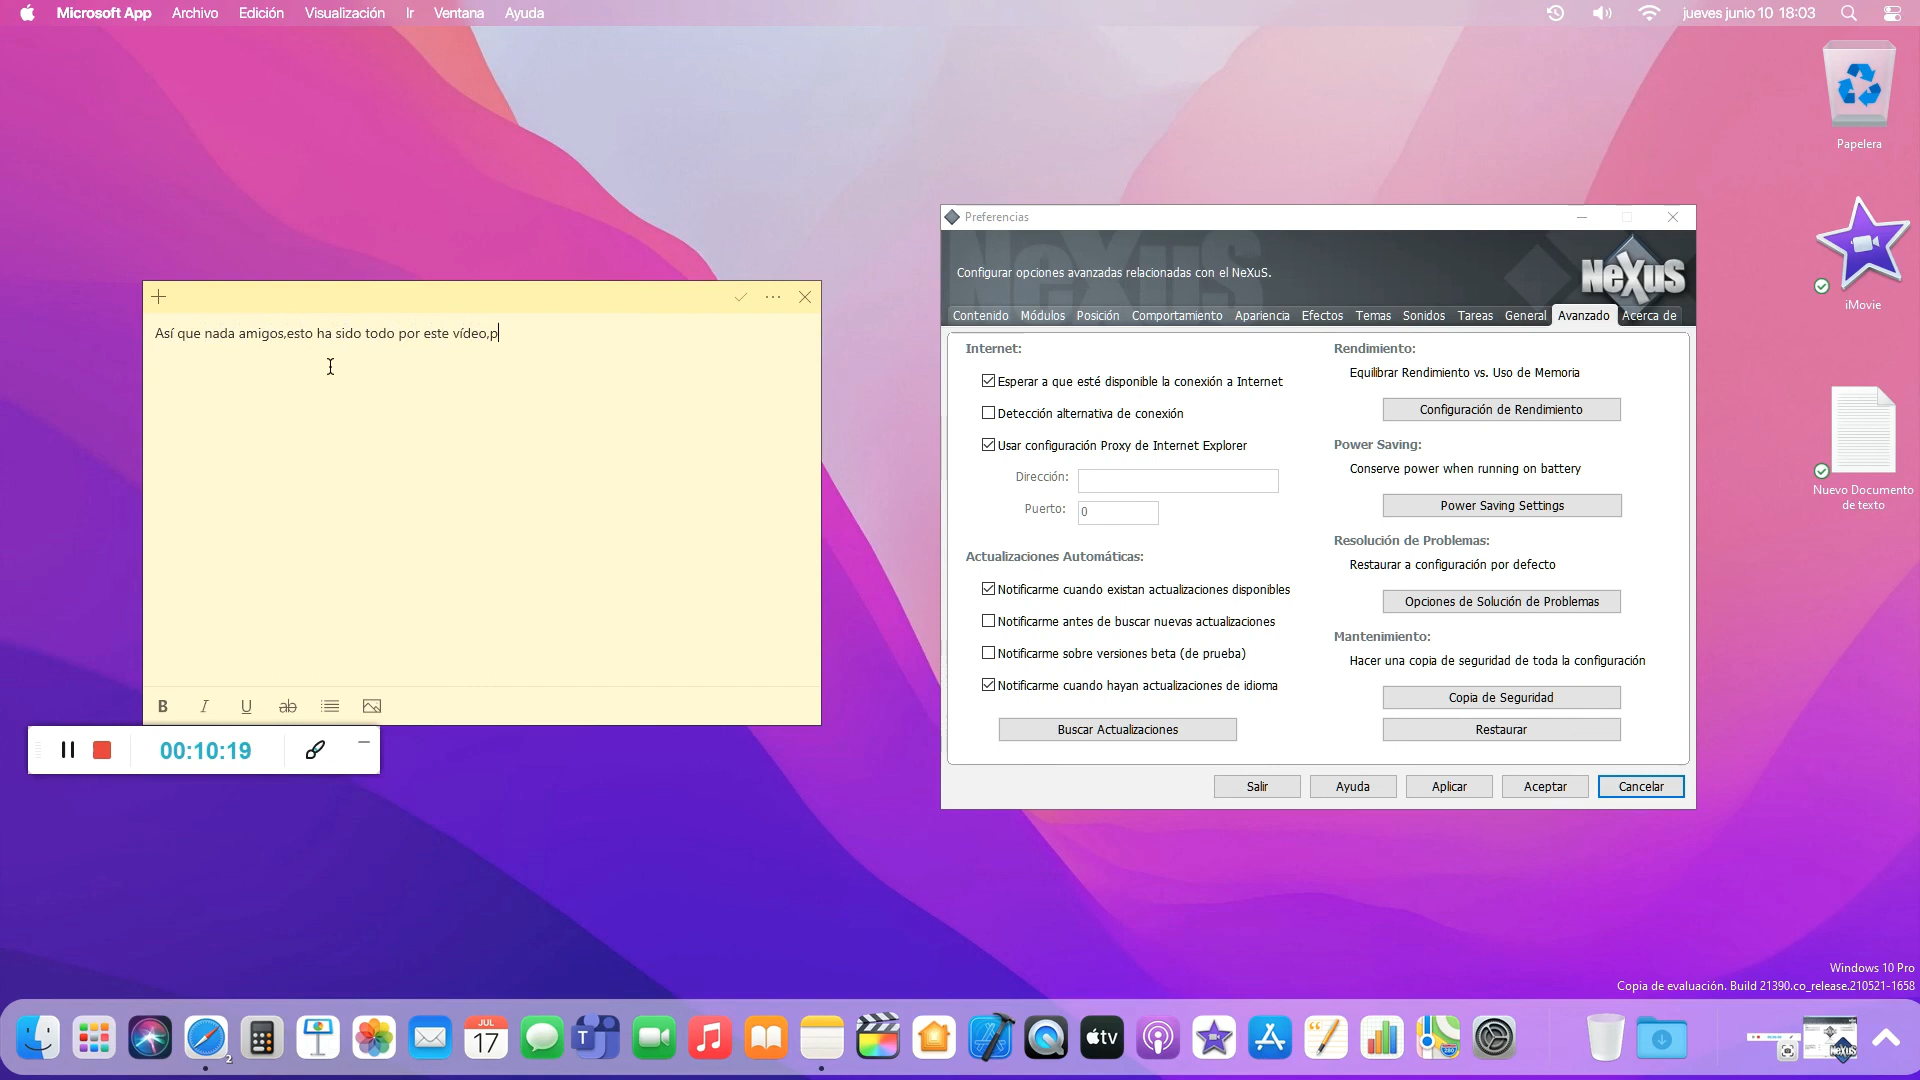 Microsoft App Archivo Edición Visualización Ir Ventana Ayuda jueves junio 10 18:03
Papelera
iMovie
Nuevo Documento
de texto
Así que nada amigos,esto ha sido todo por este vídeo,p
B I U ab
00:10:19
Preferencias
Configurar opciones avanzadas relacionadas con el NeXuS.
NeXuS
Contenido Módulos Posición Comportamiento Apariencia Efectos Temas Sonidos Tareas General Avanzado Acerca de
Internet:
Esperar a que esté disponible la conexión a Internet
Detección alternativa de conexión
Usar configuración Proxy de Internet Explorer
Dirección:
Puerto: 0
Actualizaciones Automáticas:
Notificarme cuando existan actualizaciones disponibles
Notificarme antes de buscar nuevas actualizaciones
Notificarme sobre versiones beta (de prueba)
Notificarme cuando hayan actualizaciones de idioma
Buscar Actualizaciones
Rendimiento:
Equilibrar Rendimiento vs. Uso de Memoria
Configuración de Rendimiento
Power Saving:
Conserve power when running on battery
Power Saving Settings
Resolución de Problemas:
Restaurar a configuración por defecto
Opciones de Solución de Problemas
Mantenimiento:
Hacer una copia de seguridad de toda la configuración
Copia de Seguridad
Restaurar
Salir Ayuda Aplicar Aceptar Cancelar
Windows 10 Pro
Copia de evaluación. Build 21390.co_release.210521-1658
2
JUL
17
T
tv
NeXuS